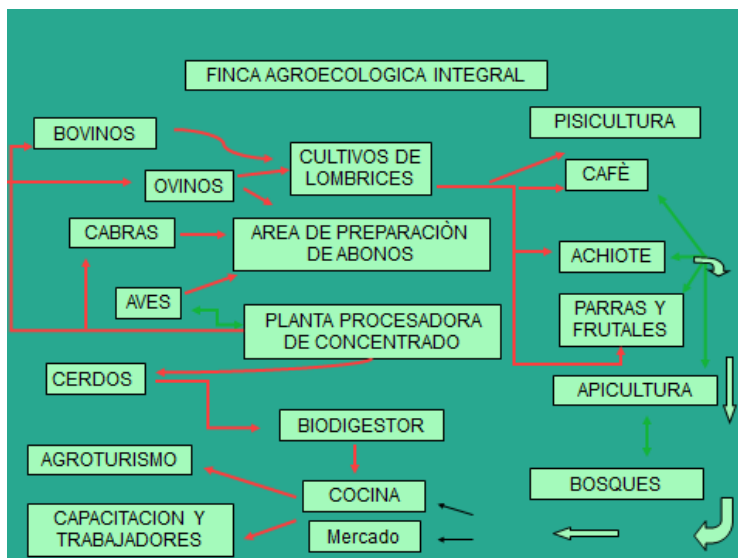 FINCA AGROECOLOGICA INTEGRAL
BOVINOS
PISICULTURA
CULTIVOS DE
LOMBRICES
OVINOS
CAFÈ
CABRAS
AREA DE PREPARACIÒN
DE ABONOS
ACHIOTE
AVES
PLANTA PROCESADORA
DE CONCENTRADO
PARRAS Y
FRUTALES
CERDOS
APICULTURA
BIODIGESTOR
AGROTURISMO
COCINA
BOSQUES
CAPACITACION Y
TRABAJADORES
Mercado